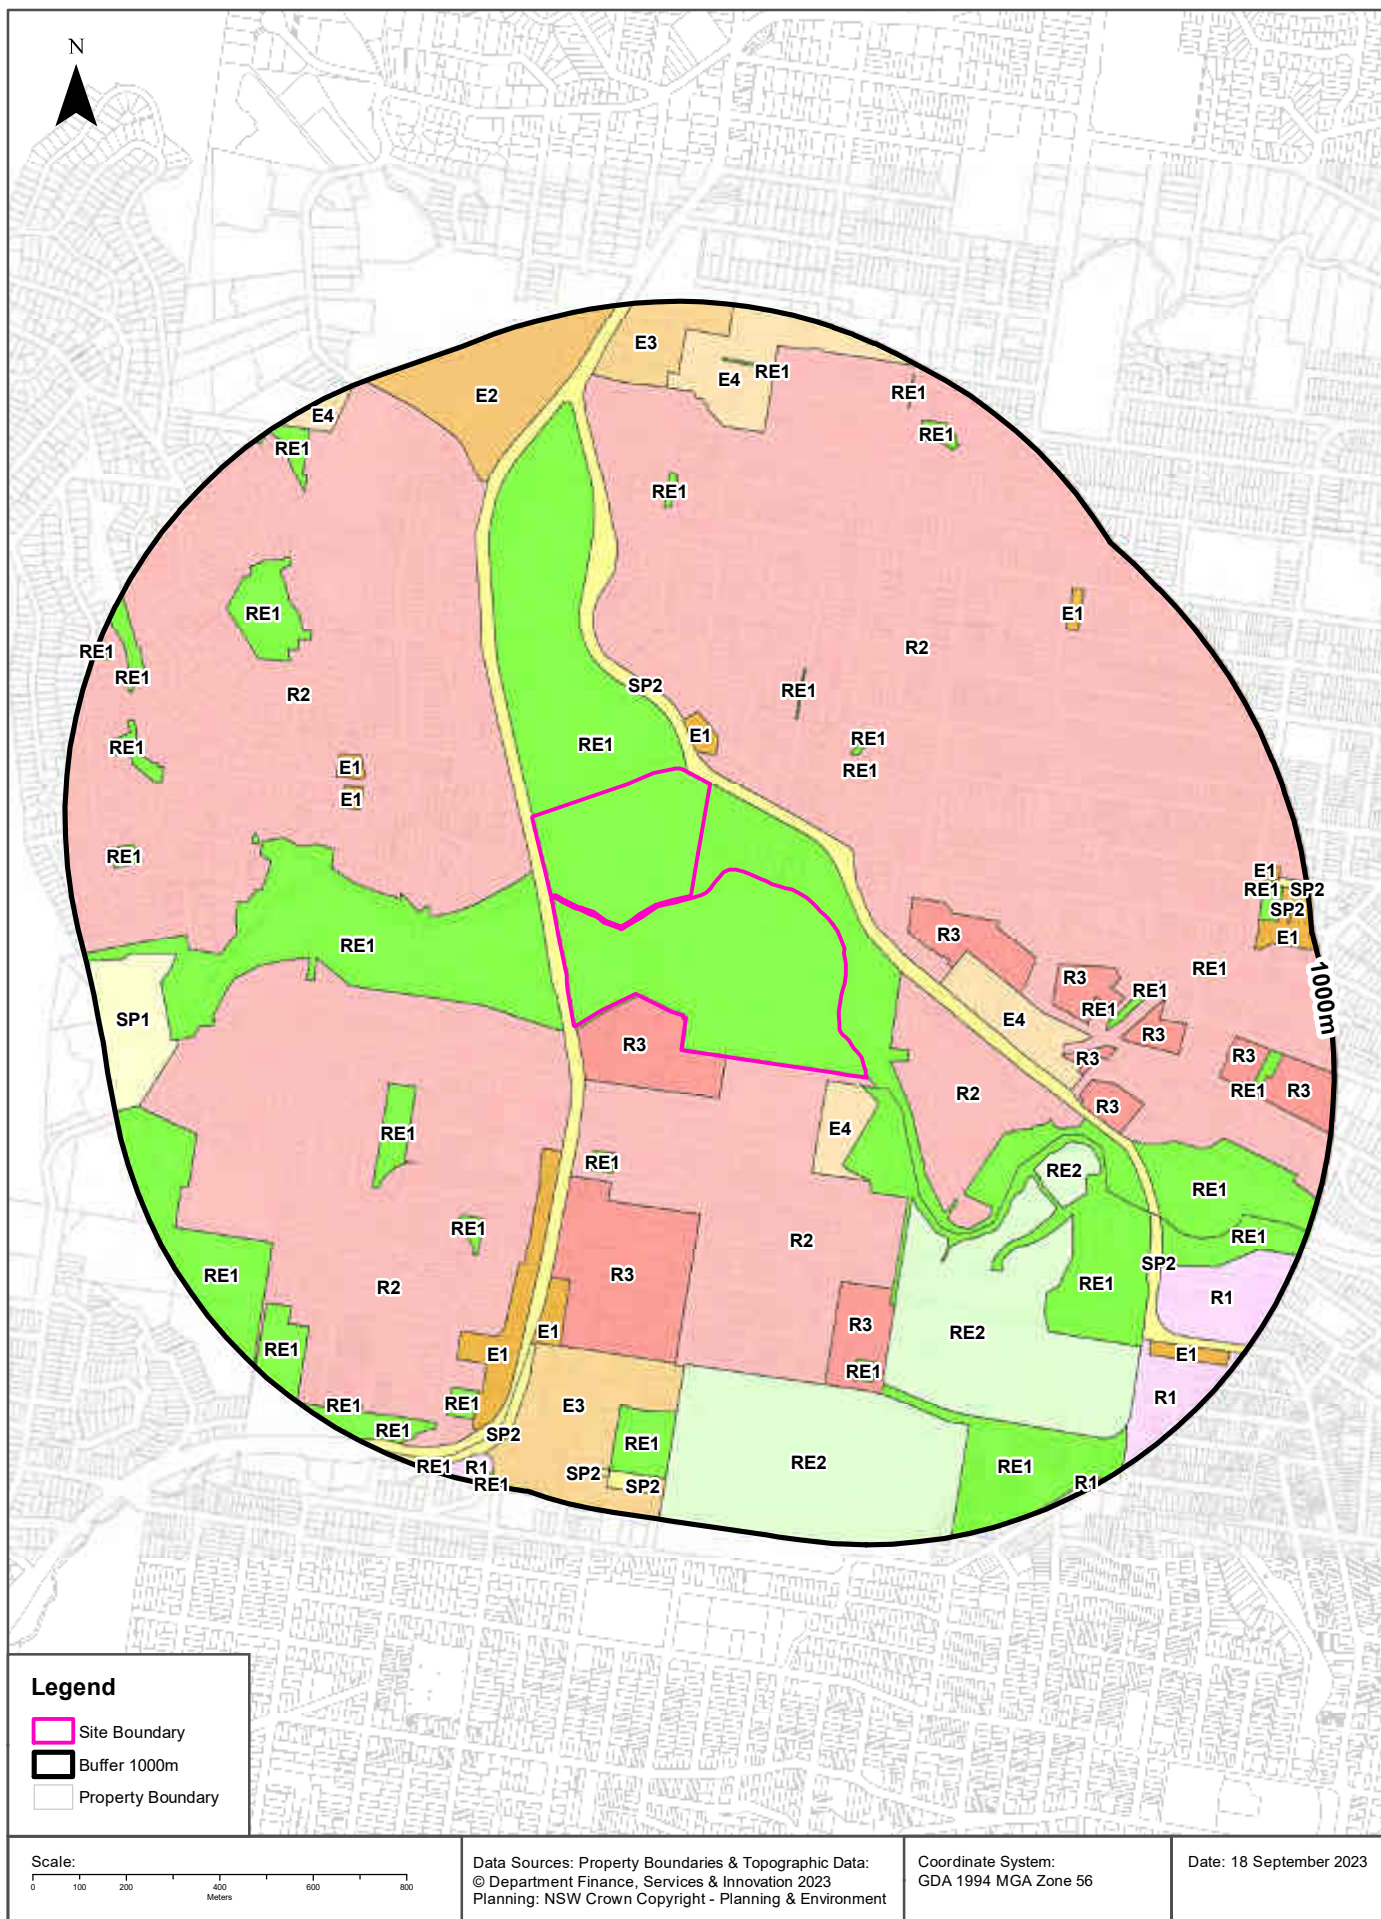 N
E3
E4
RE1
E2
RE1
E4
RE1
RE1
RE1
RE1
E1
R2
RE1
RE1
SP2
R2
RE1
E1
RE1
RE1
RE1
RE1
E1
RE1
E1
RE1
E1
RE1
SP2
SP2
E1
R3
RE1
RE1
1000m
R3
RE1
RE1
SP1
E4
R3
R3
R3
R3
R2
RE1
R3
R3
E4
RE1
RE1
RE2
RE1
RE1
RE1
R2
SP2
RE1
R3
RE1
R2
R1
R3
E1
RE2
RE1
E1
E1
RE1
R1
RE1
RE1
E3
RE1
SP2
RE1
RE2
RE1
R1
RE1
SP2
R1
RE1
SP2
Legend
Site Boundary
Buffer 1000m
Property Boundary
Scale:
0 100 200 400 600 800
Meters
Data Sources: Property Boundaries & Topographic Data:
© Department Finance, Services & Innovation 2023
Planning: NSW Crown Copyright - Planning & Environment
Coordinate System:
GDA 1994 MGA Zone 56
Date: 18 September 2023